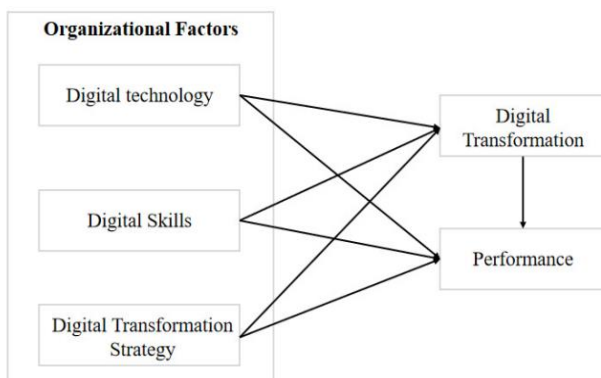 Organizational Factors
Digital technology
Digital Skills
Digital Transformation
Strategy
Digital
Transformation
Performance